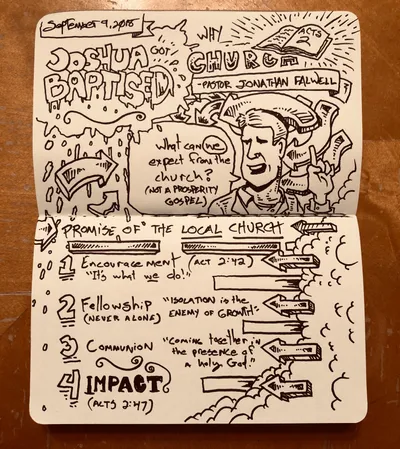 September 9, 2018
JOSHUA GOT
BAPTISED
WHY
CHURCH
ACTS
2
-PASTOR JONATHAN FALWELL
What can we
expect from the
church?
(NOT A PROSPERITY
GOSPEL)
PROMISE OF THE LOCAL CHURCH
1 Encouragement (ACT 2:42)
"It's what we do!"
2 Fellowship "ISOLATION is the
(NEVER ALONE) ENEMY OF GROWTH"
3 Communion "Coming together in
the presence of
a holy God."
4 IMPACT
(ACTS 2:47)